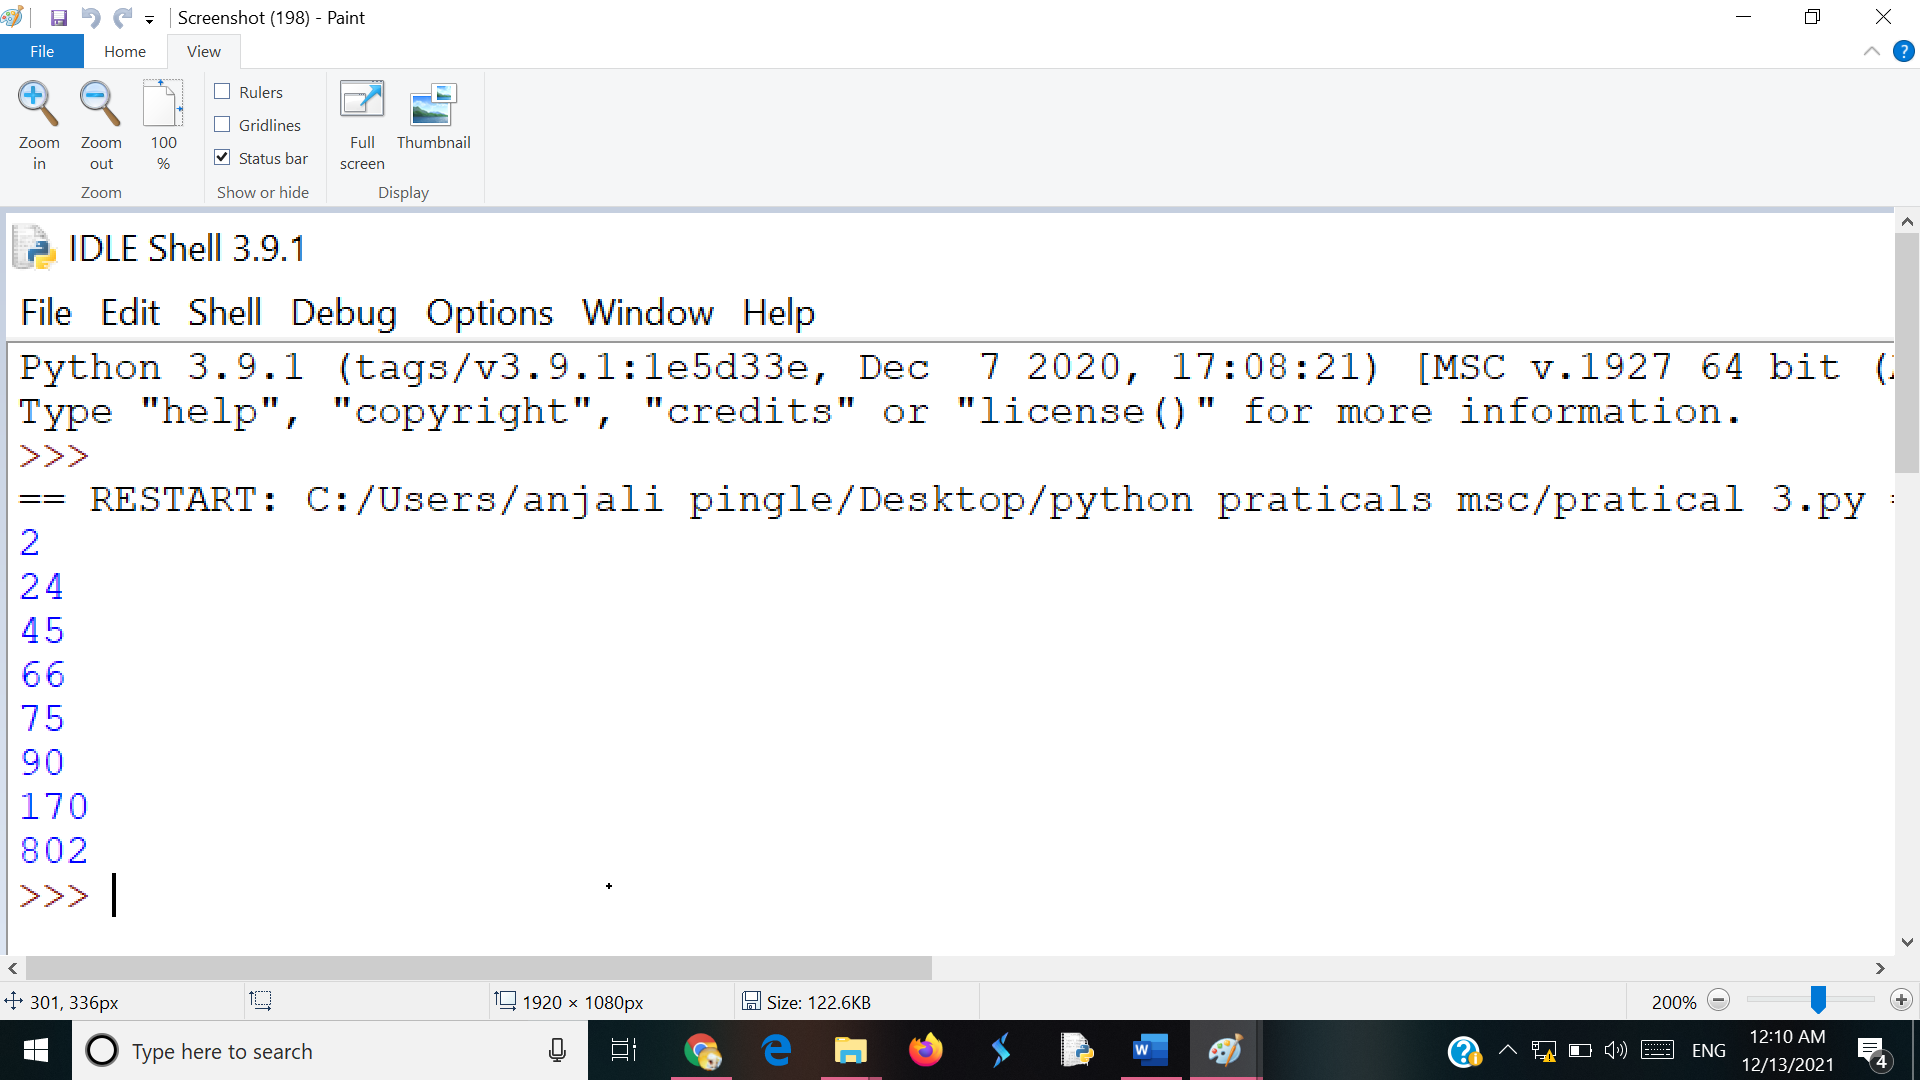 Screenshot (198) - Paint
File Home View
Zoom in
Zoom out
100 %
Rulers
Gridlines
Status bar
Full screen
Thumbnail
Zoom
Show or hide
Display
IDLE Shell 3.9.1
File Edit Shell Debug Options Window Help
Python 3.9.1 (tags/v3.9.1:1e5d33e, Dec  7 2020, 17:08:21) [MSC v.1927 64 bit (
Type "help", "copyright", "credits" or "license()" for more information.
>>>
== RESTART: C:/Users/anjali pingle/Desktop/python praticals msc/pratical 3.py =
2
24
45
66
75
90
170
802
>>>
301, 336px
1920 × 1080px
Size: 122.6KB
200%
Type here to search
ENG
12:10 AM
12/13/2021
4